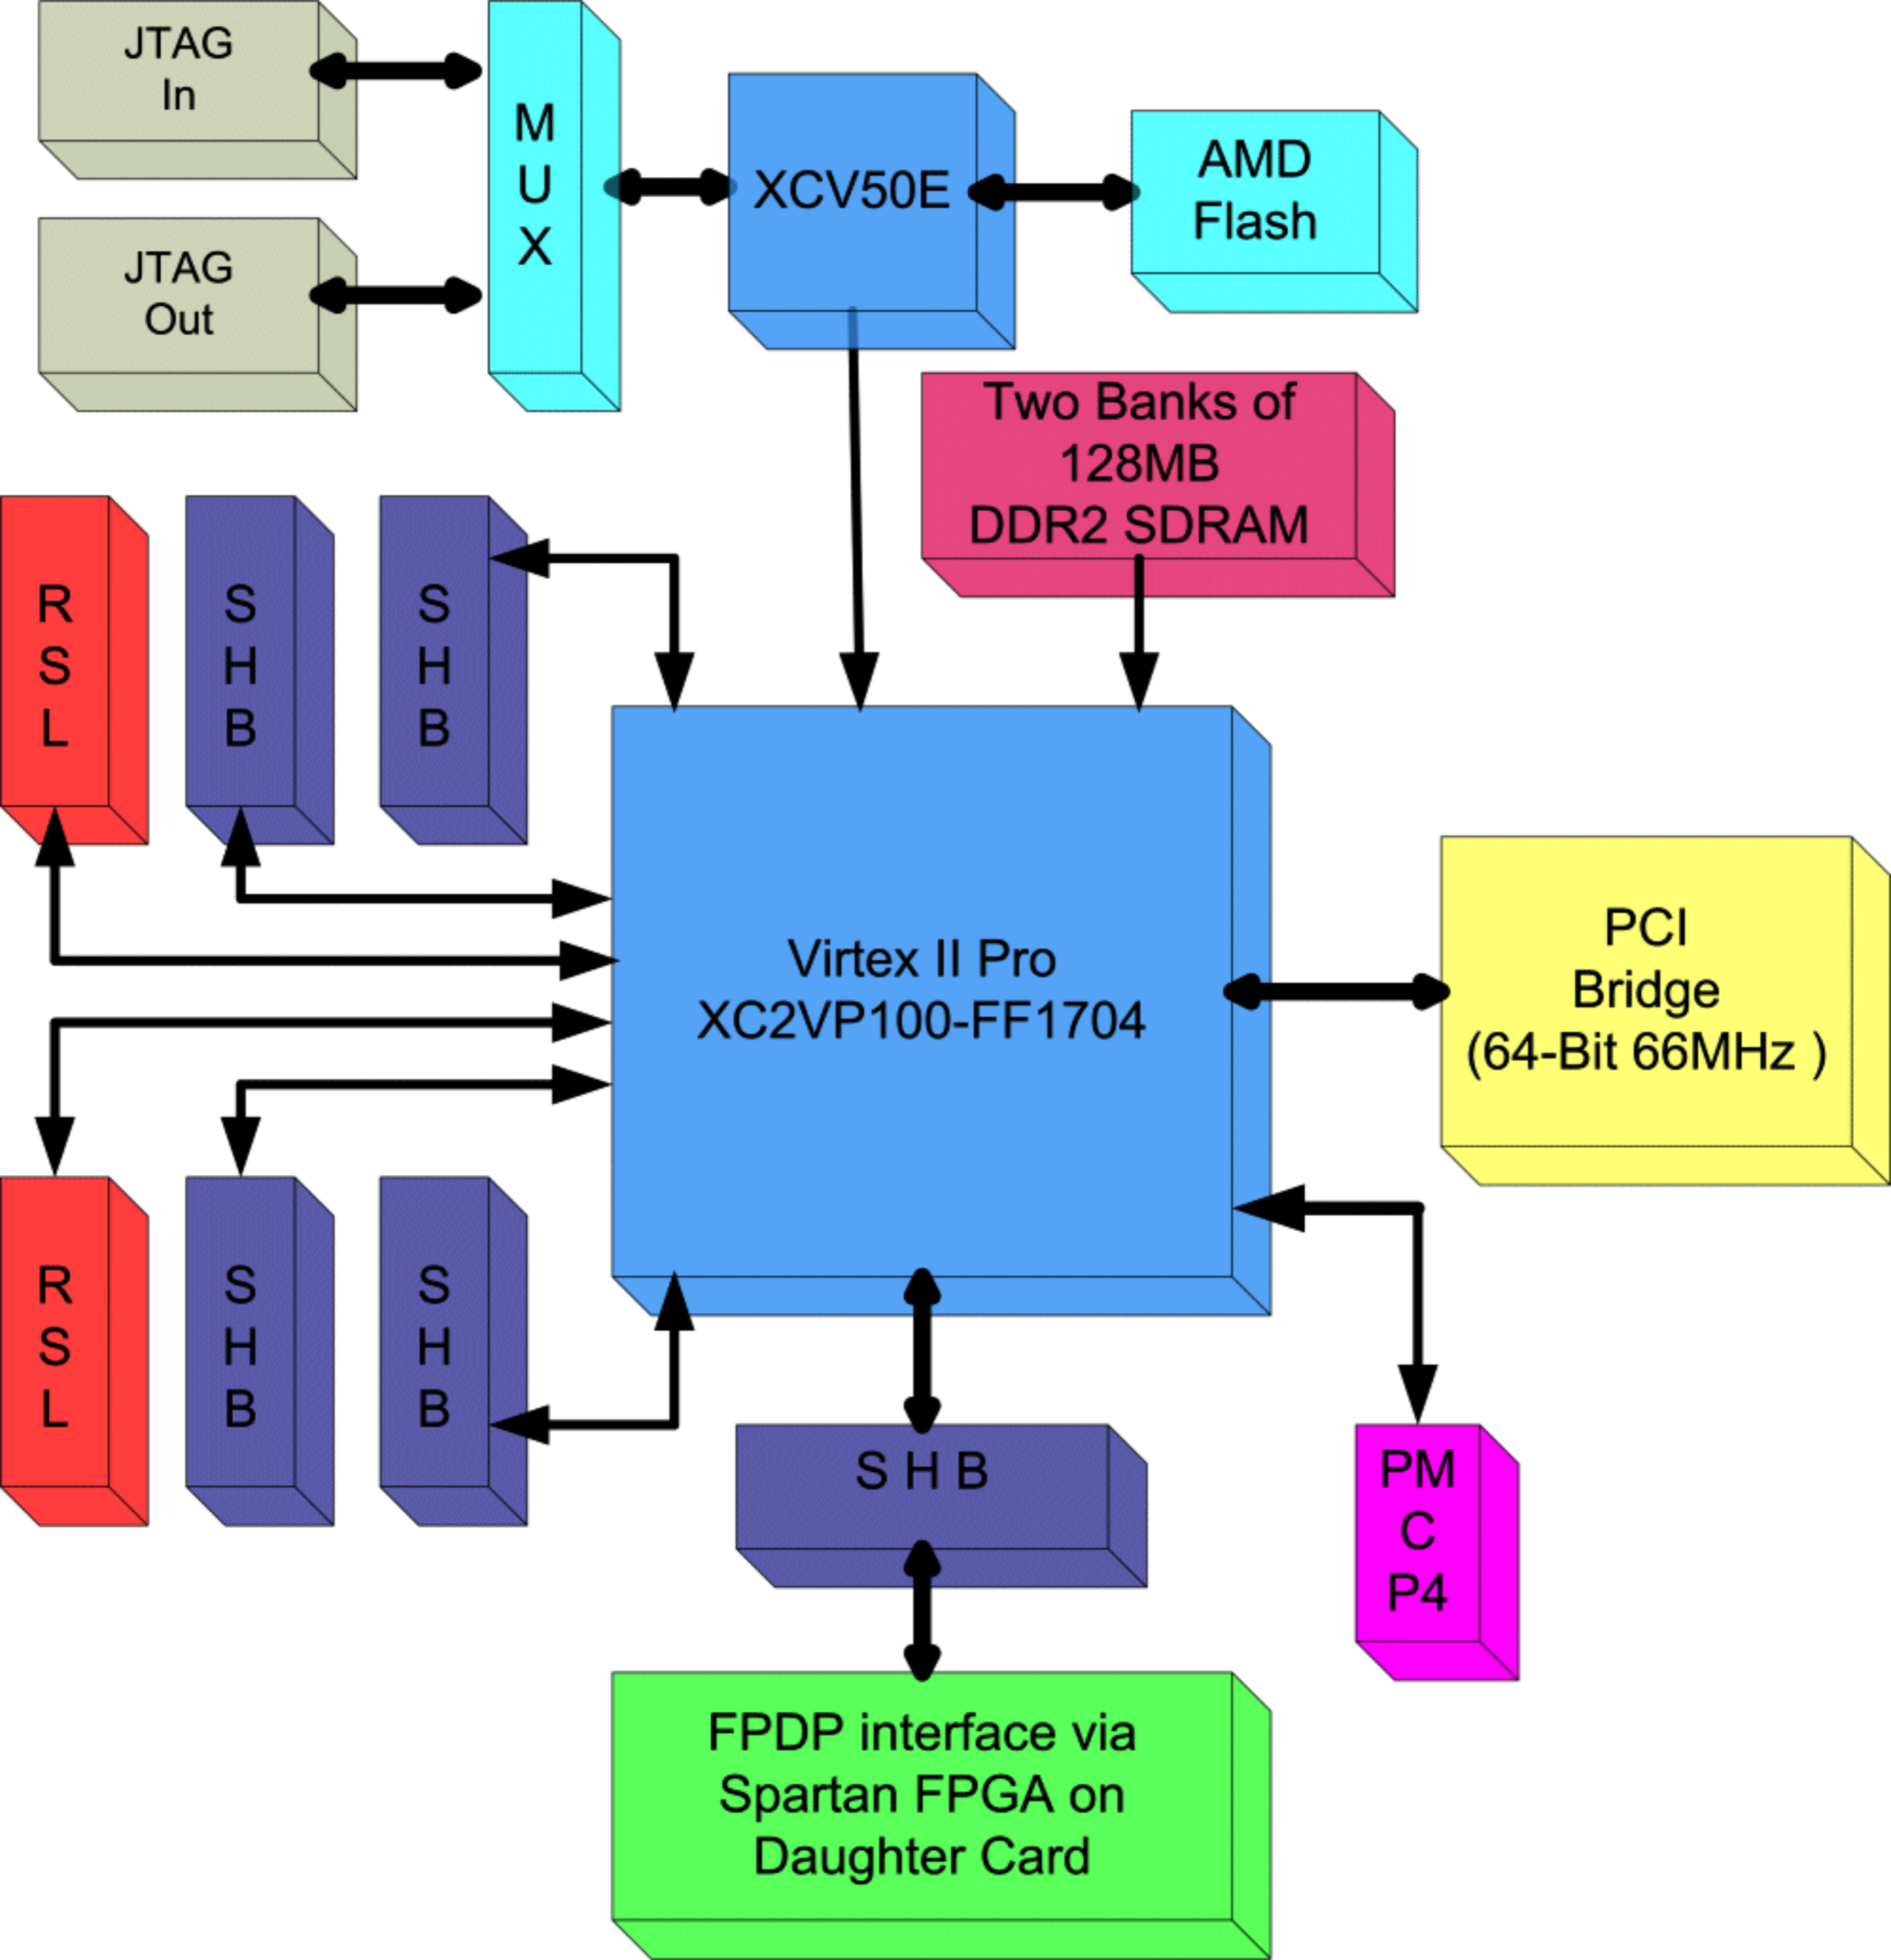 JTAG
In
M
U
X
XCV50E
AMD
Flash
JTAG
Out
Two Banks of
128MB
DDR2 SDRAM
R
S
L
S
H
B
S
H
B
Virtex II Pro
XC2VP100-FF1704
PCI
Bridge
(64-Bit 66MHz )
R
S
L
S
H
B
S
H
B
S H B
PM
C
P4
FPDP interface via
Spartan FPGA on
Daughter Card